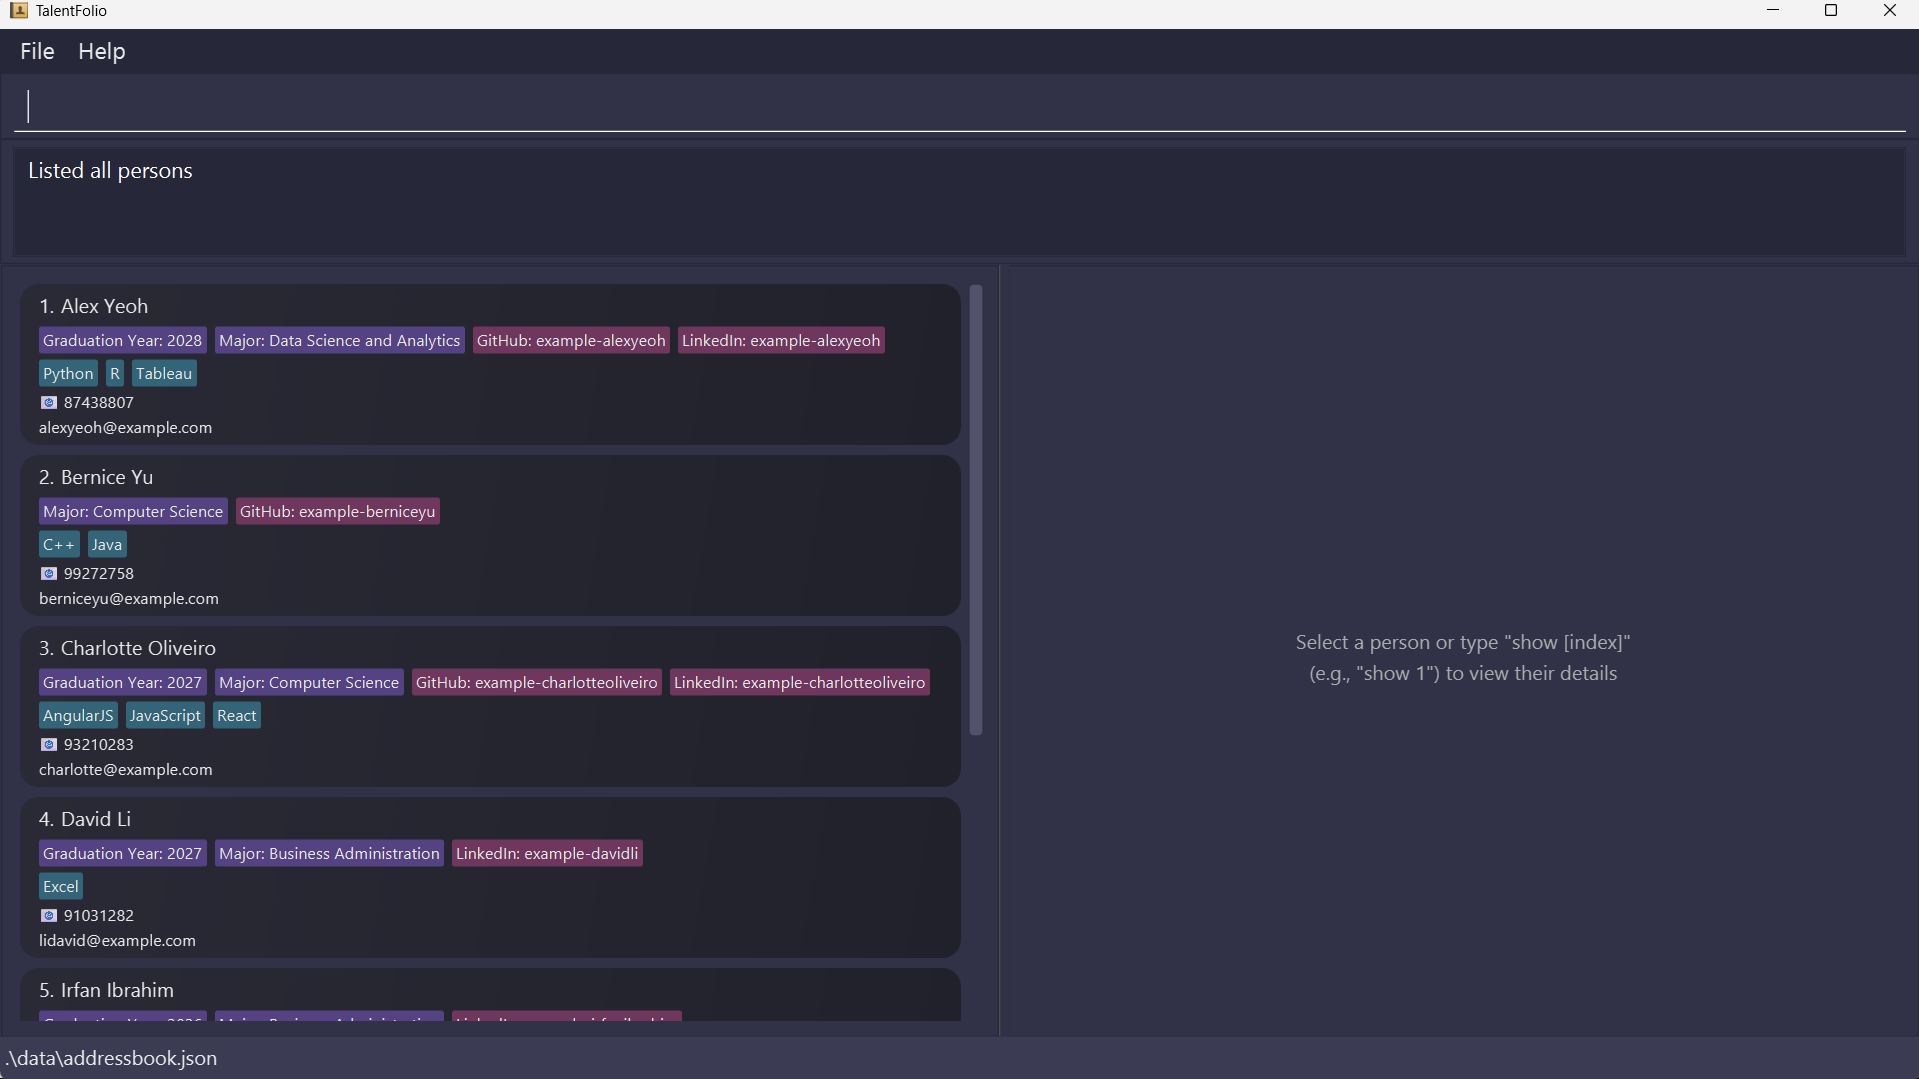 TalentFolio
File Help
Listed all persons
1. Alex Yeoh
Graduation Year: 2028 Major: Data Science and Analytics GitHub: example-alexyeoh LinkedIn: example-alexyeoh
Python R Tableau
87438807
alexyeoh@example.com
2. Bernice Yu
Major: Computer Science GitHub: example-berniceyu
C++ Java
99272758
berniceyu@example.com
3. Charlotte Oliveiro
Graduation Year: 2027 Major: Computer Science GitHub: example-charlotteoliveiro LinkedIn: example-charlotteoliveiro
AngularJS JavaScript React
93210283
charlotte@example.com
4. David Li
Graduation Year: 2027 Major: Business Administration LinkedIn: example-davidli
Excel
91031282
lidavid@example.com
5. Irfan Ibrahim
Select a person or type "show [index]"
(e.g., "show 1") to view their details
.\data\addressbook.json